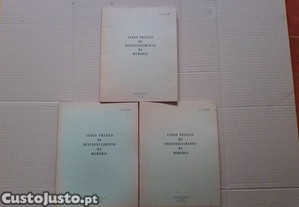 CURSO PRÁTICO
DE
DESENVOLVIMENTO
DA
MEMÓRIA
CURSO PRÁTICO
DE
DESENVOLVIMENTO
DA
MEMÓRIA
CURSO PRÁTICO
DE
DESENVOLVIMENTO
DA
MEMÓRIA
CustoJusto.pt